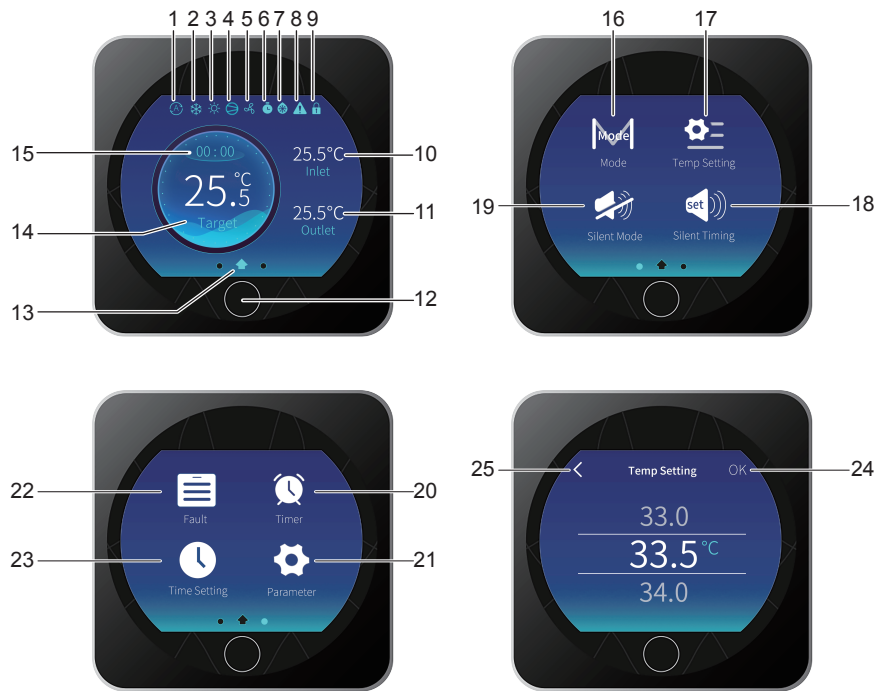 1 2 3 4 5 6 7 8 9
A
15
00:00
25.5°C
Target
14
13
25.5°C
Inlet
10
25.5°C
Outlet
11
12
16
17
Mode
Mode
Temp Setting
19
Silent Mode
set
Silent Timing
18
22
Fault
Timer
20
23
Time Setting
Parameter
21
25
Temp Setting
OK
24
33.0
33.5°C
34.0